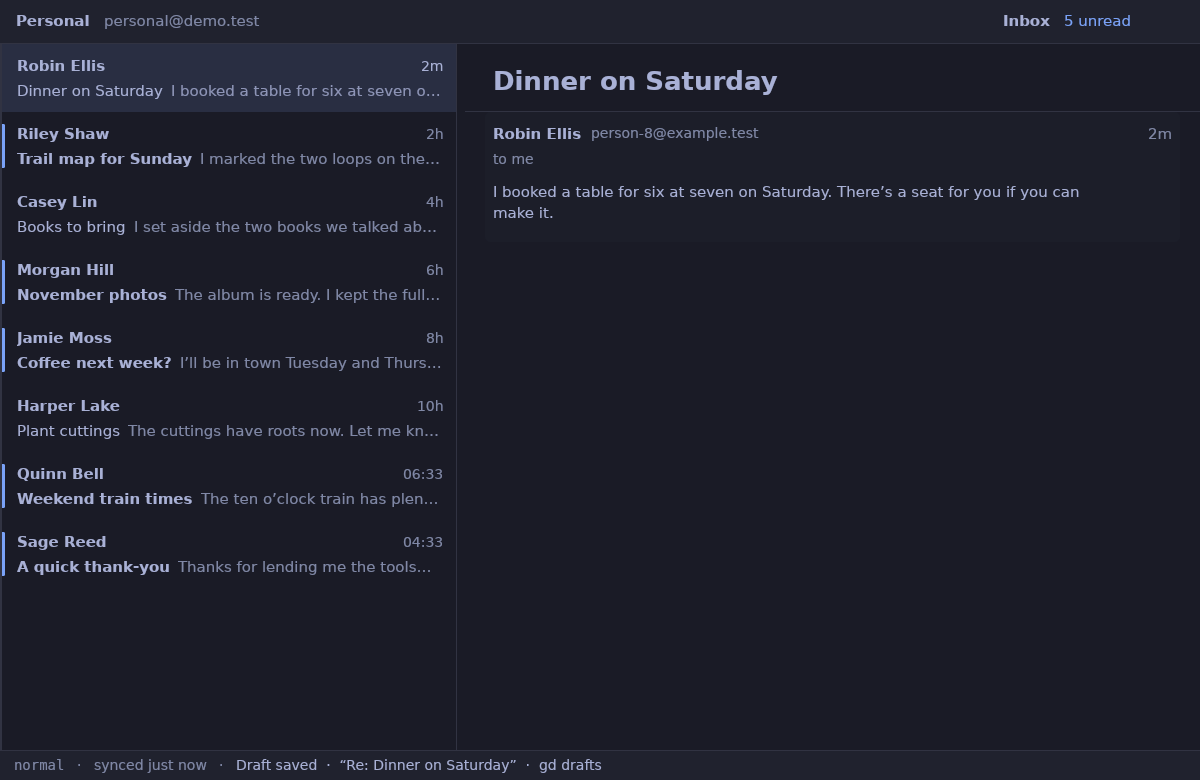 Personal personal@demo.test
Inbox 5 unread
Robin Ellis 2m
Dinner on Saturday I booked a table for six at seven o…
Riley Shaw 2h
Trail map for Sunday I marked the two loops on the…
Casey Lin 4h
Books to bring I set aside the two books we talked ab…
Morgan Hill 6h
November photos The album is ready. I kept the full…
Jamie Moss 8h
Coffee next week? I’ll be in town Tuesday and Thurs…
Harper Lake 10h
Plant cuttings The cuttings have roots now. Let me kn…
Quinn Bell 06:33
Weekend train times The ten o’clock train has plen…
Sage Reed 04:33
A quick thank-you Thanks for lending me the tools…
Dinner on Saturday
Robin Ellis person-8@example.test 2m
to me
I booked a table for six at seven on Saturday. There’s a seat for you if you can
make it.
normal · synced just now · Draft saved · “Re: Dinner on Saturday” · gd drafts